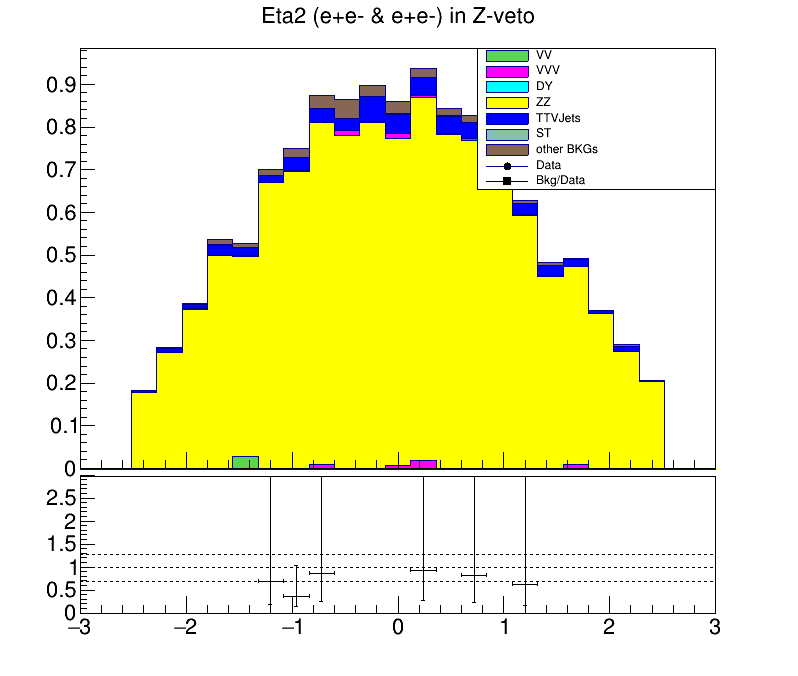 Eta2 (e+e- & e+e-) in Z-veto
0.9
0.8
0.7
0.6
0.5
0.4
0.3
0.2
0.1
0
VV
VVV
DY
ZZ
TTVJets
ST
other BKGs
Data
Bkg/Data
2.5
2
1.5
1
0.5
0
−3 −2 −1 0 1 2 3